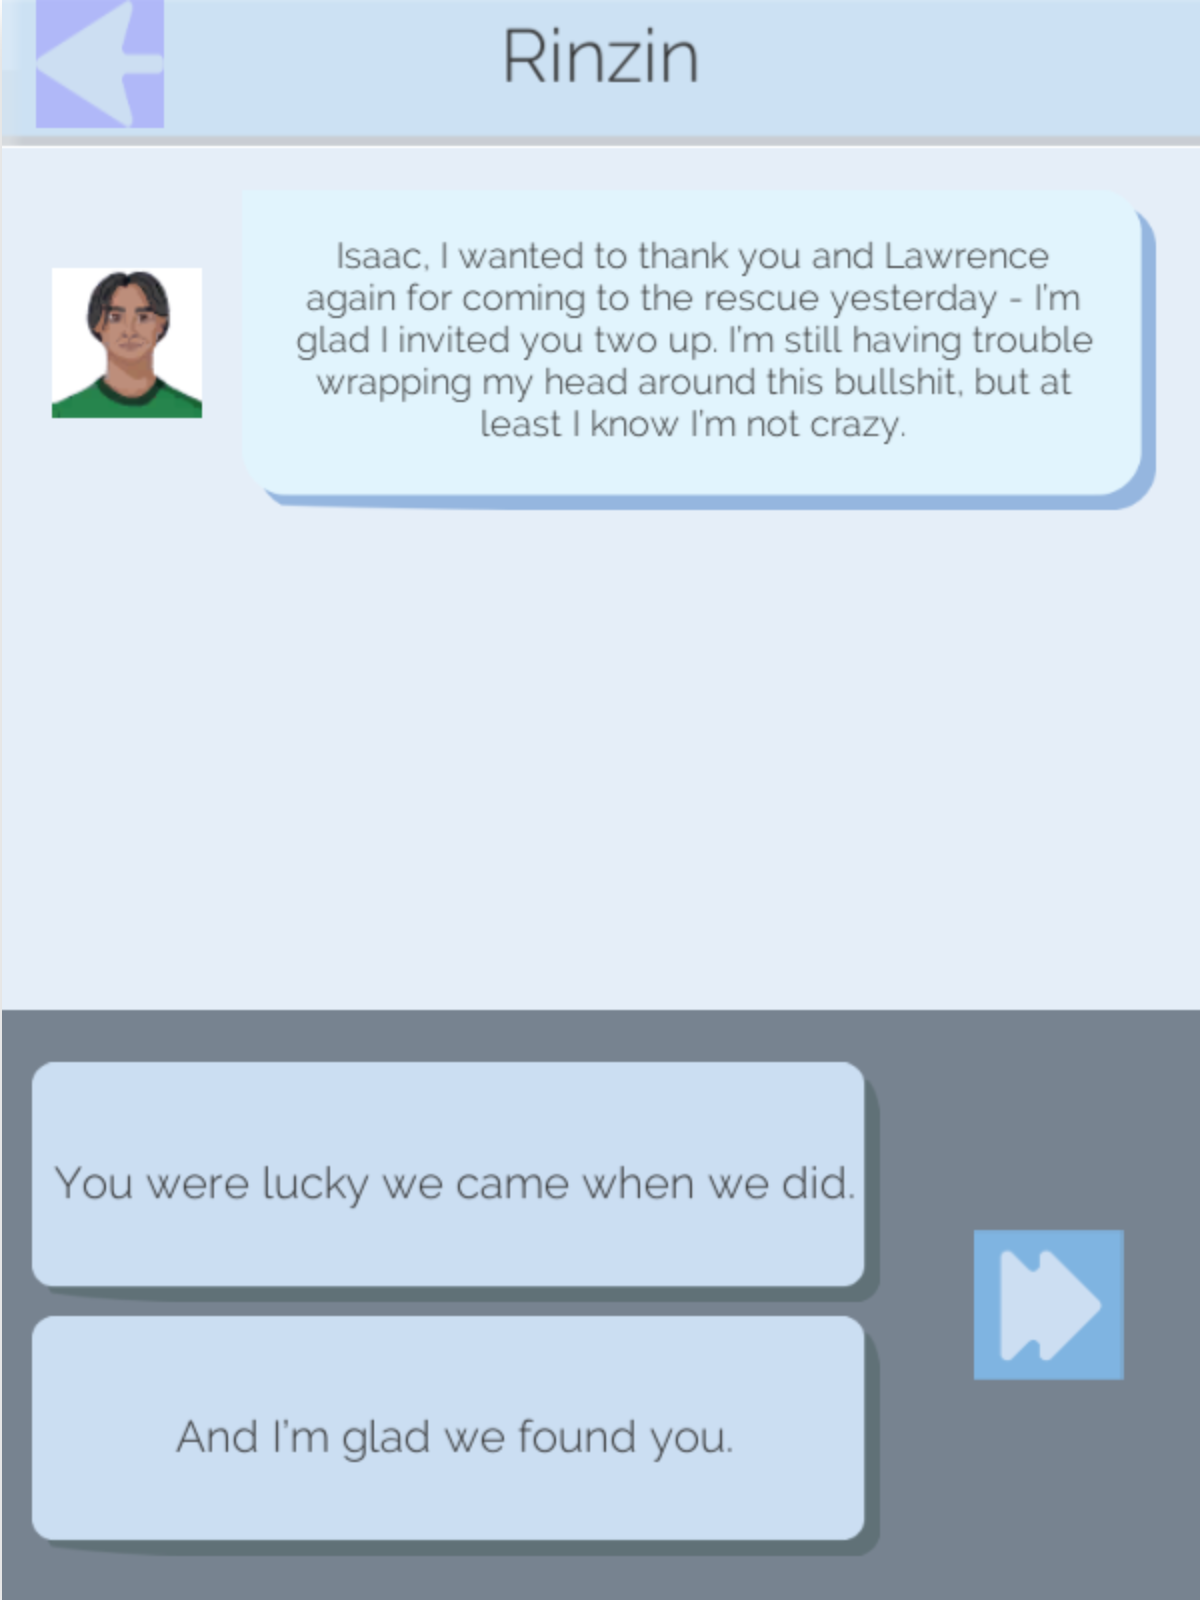 Rinzin
Isaac, I wanted to thank you and Lawrence
again for coming to the rescue yesterday - I'm
glad I invited you two up. I'm still having trouble
wrapping my head around this bullshit, but at
least I know I'm not crazy.
You were lucky we came when we did.
And I'm glad we found you.